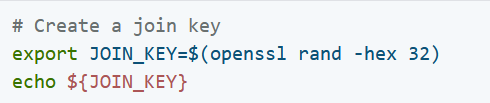 # Create a join key
export JOIN_KEY=$(openssl rand -hex 32)
echo ${JOIN_KEY}